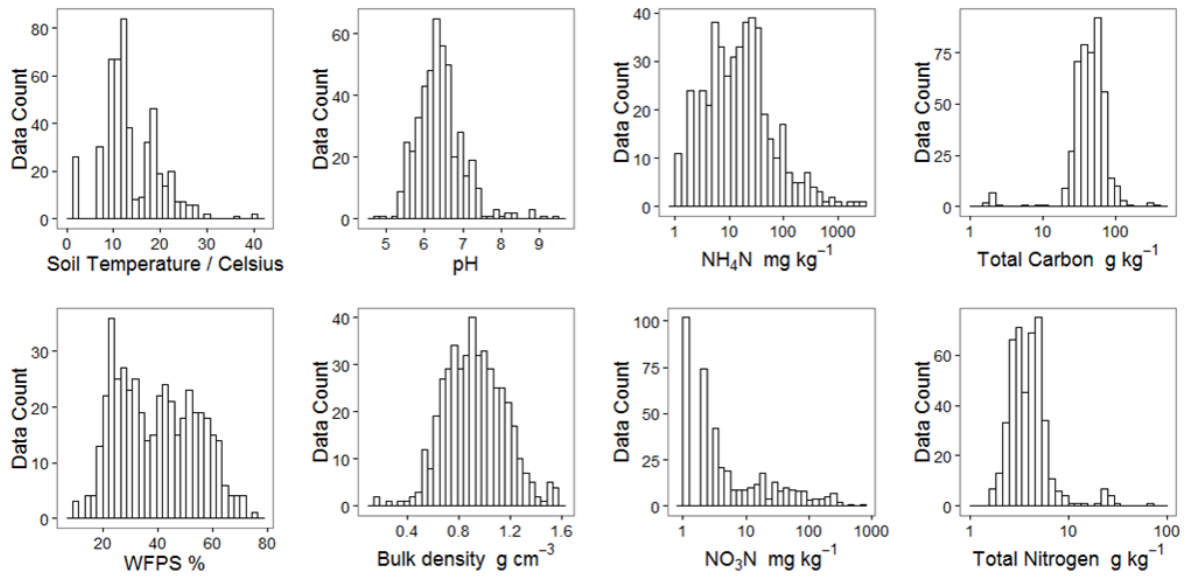 Data Count
80
60
40
20
0
0 10 20 30 40
Soil Temperature / Celsius
Data Count
60
40
20
0
5 6 7 8 9
pH
Data Count
40
30
20
10
0
1 10 100 1000
NH₄N mg kg⁻¹
Data Count
75
50
25
0
1 10 100
Total Carbon g kg⁻¹
Data Count
30
20
10
0
20 40 60 80
WFPS %
Data Count
40
30
20
10
0
0.4 0.8 1.2 1.6
Bulk density g cm⁻³
Data Count
100
75
50
25
0
1 10 100 1000
NO₃N mg kg⁻¹
Data Count
60
40
20
0
1 10 100
Total Nitrogen g kg⁻¹